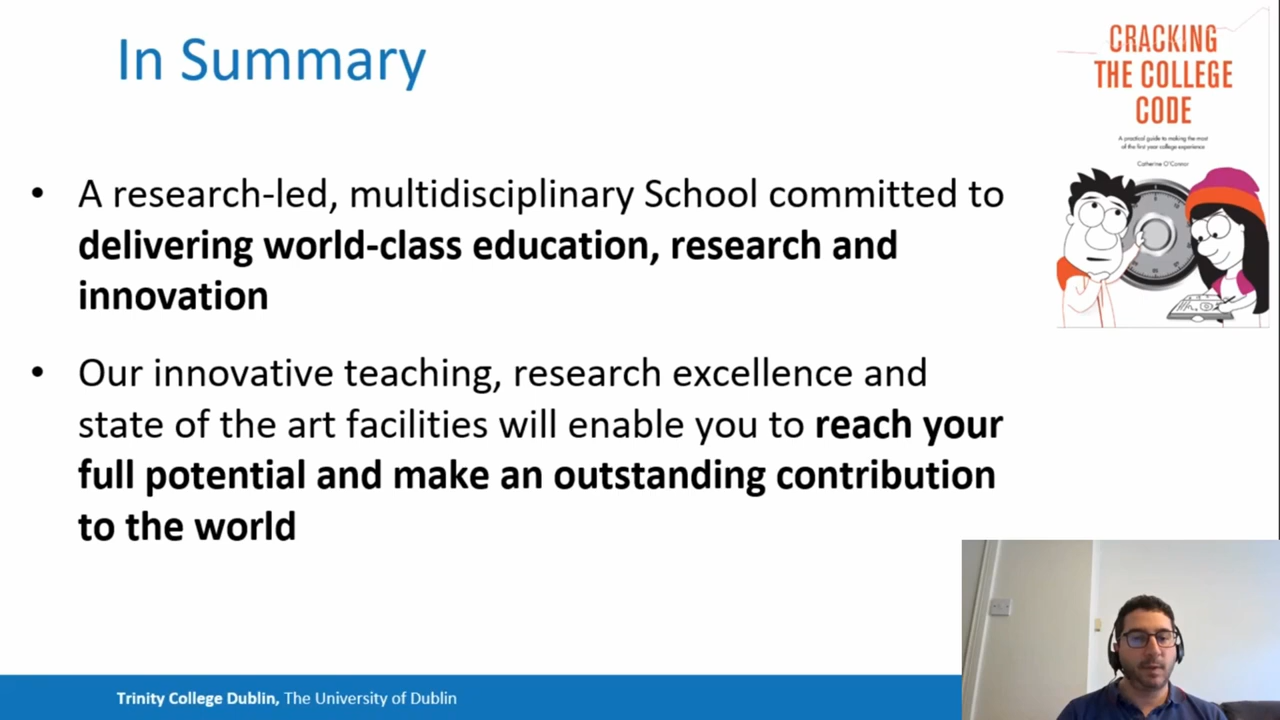 In Summary
• A research-led, multidisciplinary School committed to
delivering world-class education, research and
innovation
• Our innovative teaching, research excellence and
state of the art facilities will enable you to reach your
full potential and make an outstanding contribution
to the world
CRACKING
THE COLLEGE
CODE
A practical guide to making the most
of the first year college experience
Catherine O'Connor
Trinity College Dublin, The University of Dublin